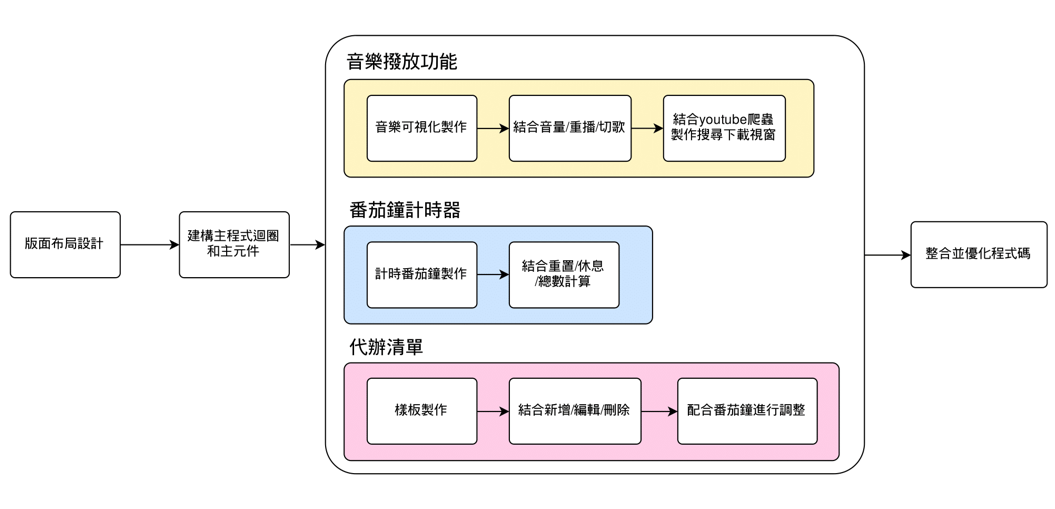 版面布局設計
建構主程式迴圈
和主元件
音樂撥放功能
音樂可視化製作
結合音量/重播/切歌
結合youtube爬蟲
製作搜尋下載視窗
番茄鐘計時器
計時番茄鐘製作
結合重置/休息
/總數計算
代辦清單
樣板製作
結合新增/編輯/刪除
配合番茄鐘進行調整
整合並優化程式碼